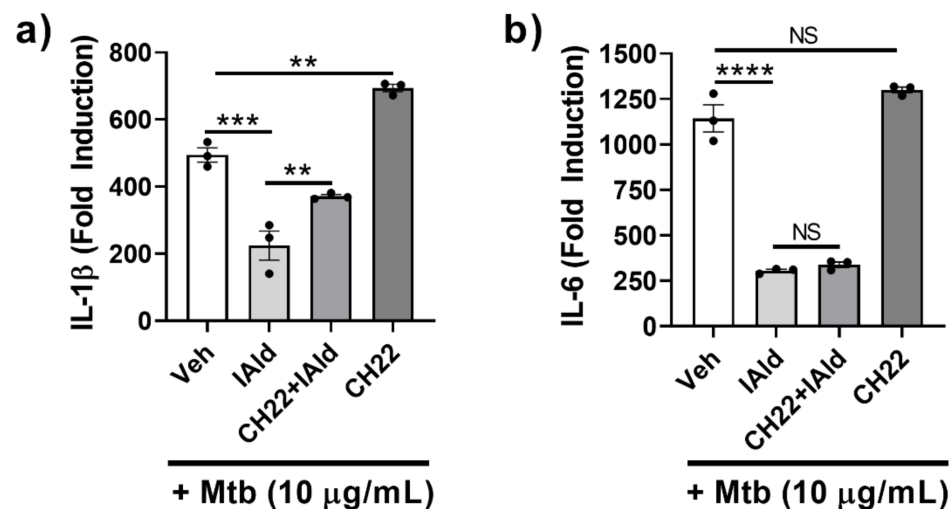 a)
IL-1β (Fold Induction)
800
600
400
200
0
**
***
**
Veh
IAld
CH22+IAld
CH22
+ Mtb (10 μg/mL)
b)
IL-6 (Fold Induction)
1500
1250
1000
750
500
250
0
NS
****
NS
Veh
IAld
CH22+IAld
CH22
+ Mtb (10 μg/mL)